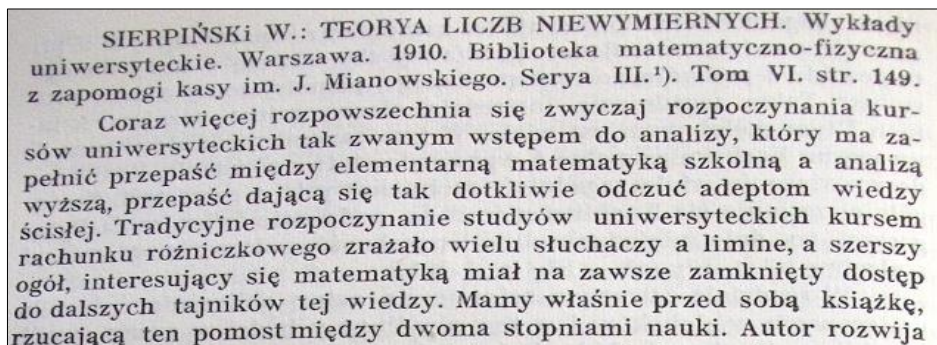 SIERPIŃSKi W.: TEORYA LICZB NIEWYMIERNYCH. Wykłady
uniwersyteckie. Warszawa. 1910. Biblioteka matematyczno-fizyczna
z zapomogi kasy im. J. Mianowskiego. Serya III.¹). Tom VI. str. 149.
Coraz więcej rozpowszechnia się zwyczaj rozpoczynania kur-
sów uniwersyteckich tak zwanym wstępem do analizy, który ma za-
pełnić przepaść między elementarną matematyką szkolną a analizą
wyższą, przepaść dającą się tak dotkliwie odczuć adeptom wiedzy
ścisłej. Tradycyjne rozpoczynanie studyów uniwersyteckich kursem
rachunku różniczkowego zrażało wielu słuchaczy a limine, a szerszy
ogół, interesujący się matematyką miał na zawsze zamknięty dostęp
do dalszych tajników tej wiedzy. Mamy właśnie przed sobą książkę,
rzucającą ten pomost między dwoma stopniami nauki. Autor rozwija